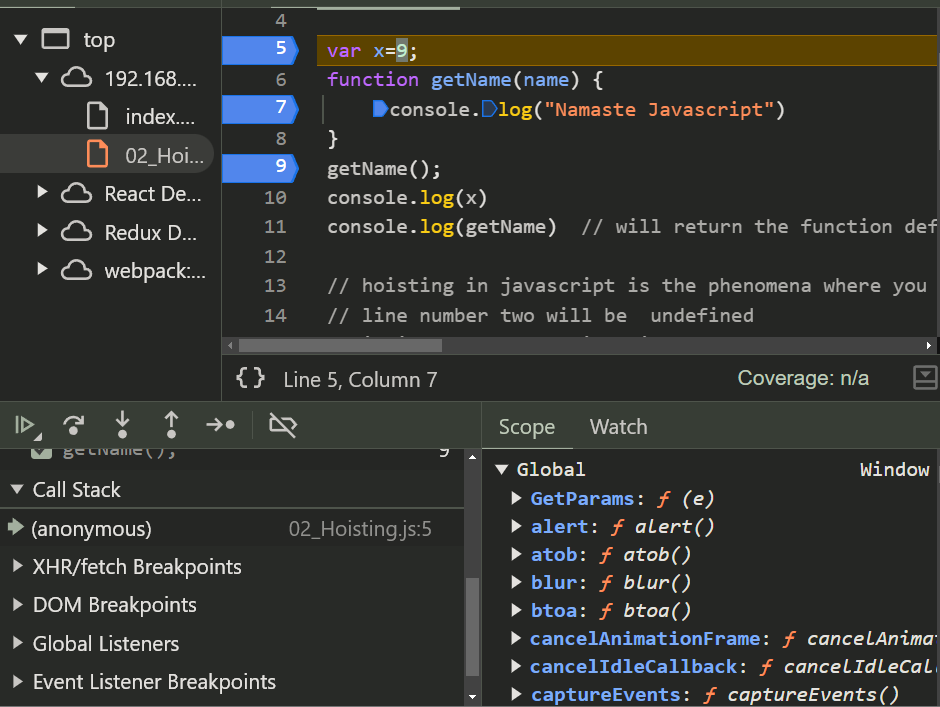 top
192.168....
index....
02_Hoi...
React De...
Redux D...
webpack:...
4
5 var x=9;
6 function getName(name) {
7 console.log("Namaste Javascript")
8 }
9 getName();
10 console.log(x)
11 console.log(getName) // will return the function def
12
13 // hoisting in javascript is the phenomena where you
14 // line number two will be undefined
{} Line 5, Column 7 Coverage: n/a
getName(); 9
Call Stack
(anonymous) 02_Hoisting.js:5
XHR/fetch Breakpoints
DOM Breakpoints
Global Listeners
Event Listener Breakpoints
Scope Watch
Global Window
GetParams: ƒ (e)
alert: ƒ alert()
atob: ƒ atob()
blur: ƒ blur()
btoa: ƒ btoa()
cancelAnimationFrame: ƒ cancelAnima
cancelIdleCallback: ƒ cancelIdleCal
captureEvents: ƒ captureEvents()